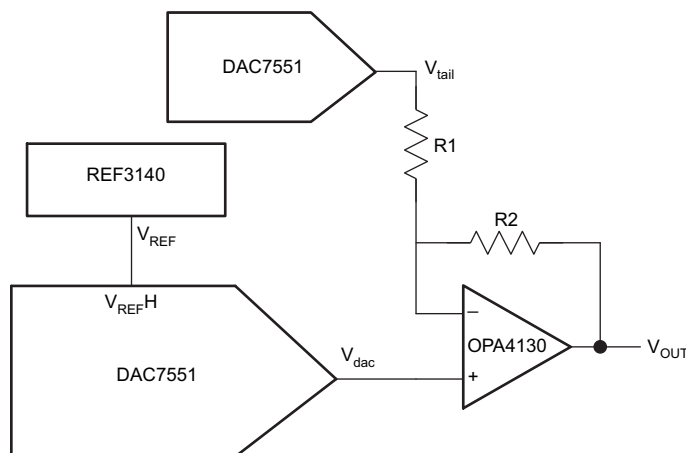 DAC7551
V_tail
R1
REF3140
R2
V_REF
V_REFH
−
OPA4130
V_OUT
V_dac
DAC7551
+